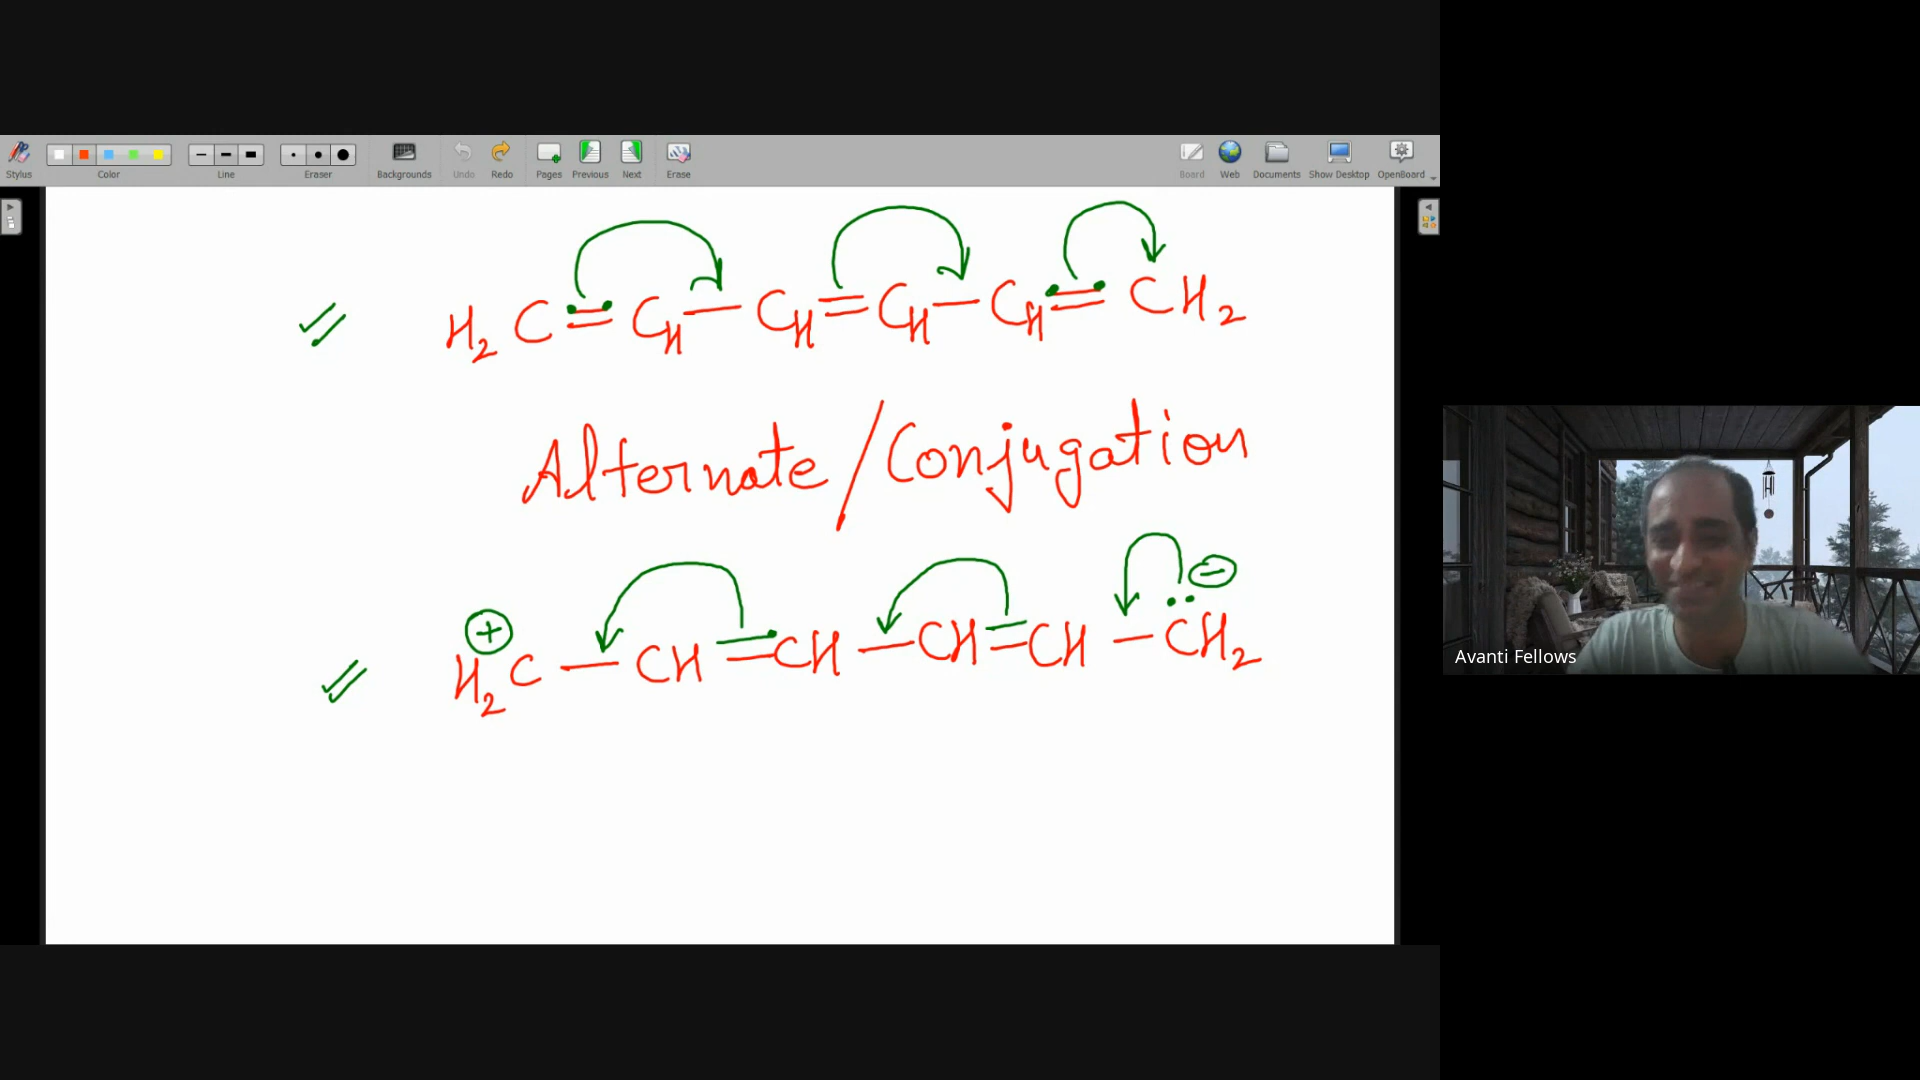 Stylus Color Line Eraser Backgrounds Undo Redo Pages Previous Next Erase Board Web Documents Show Desktop OpenBoard
H₂C=CH—CH=CH—CH=CH₂
Alternate/Conjugation
⊕ ⊖
H₂C—CH=CH—CH=CH—CH₂
Avanti Fellows